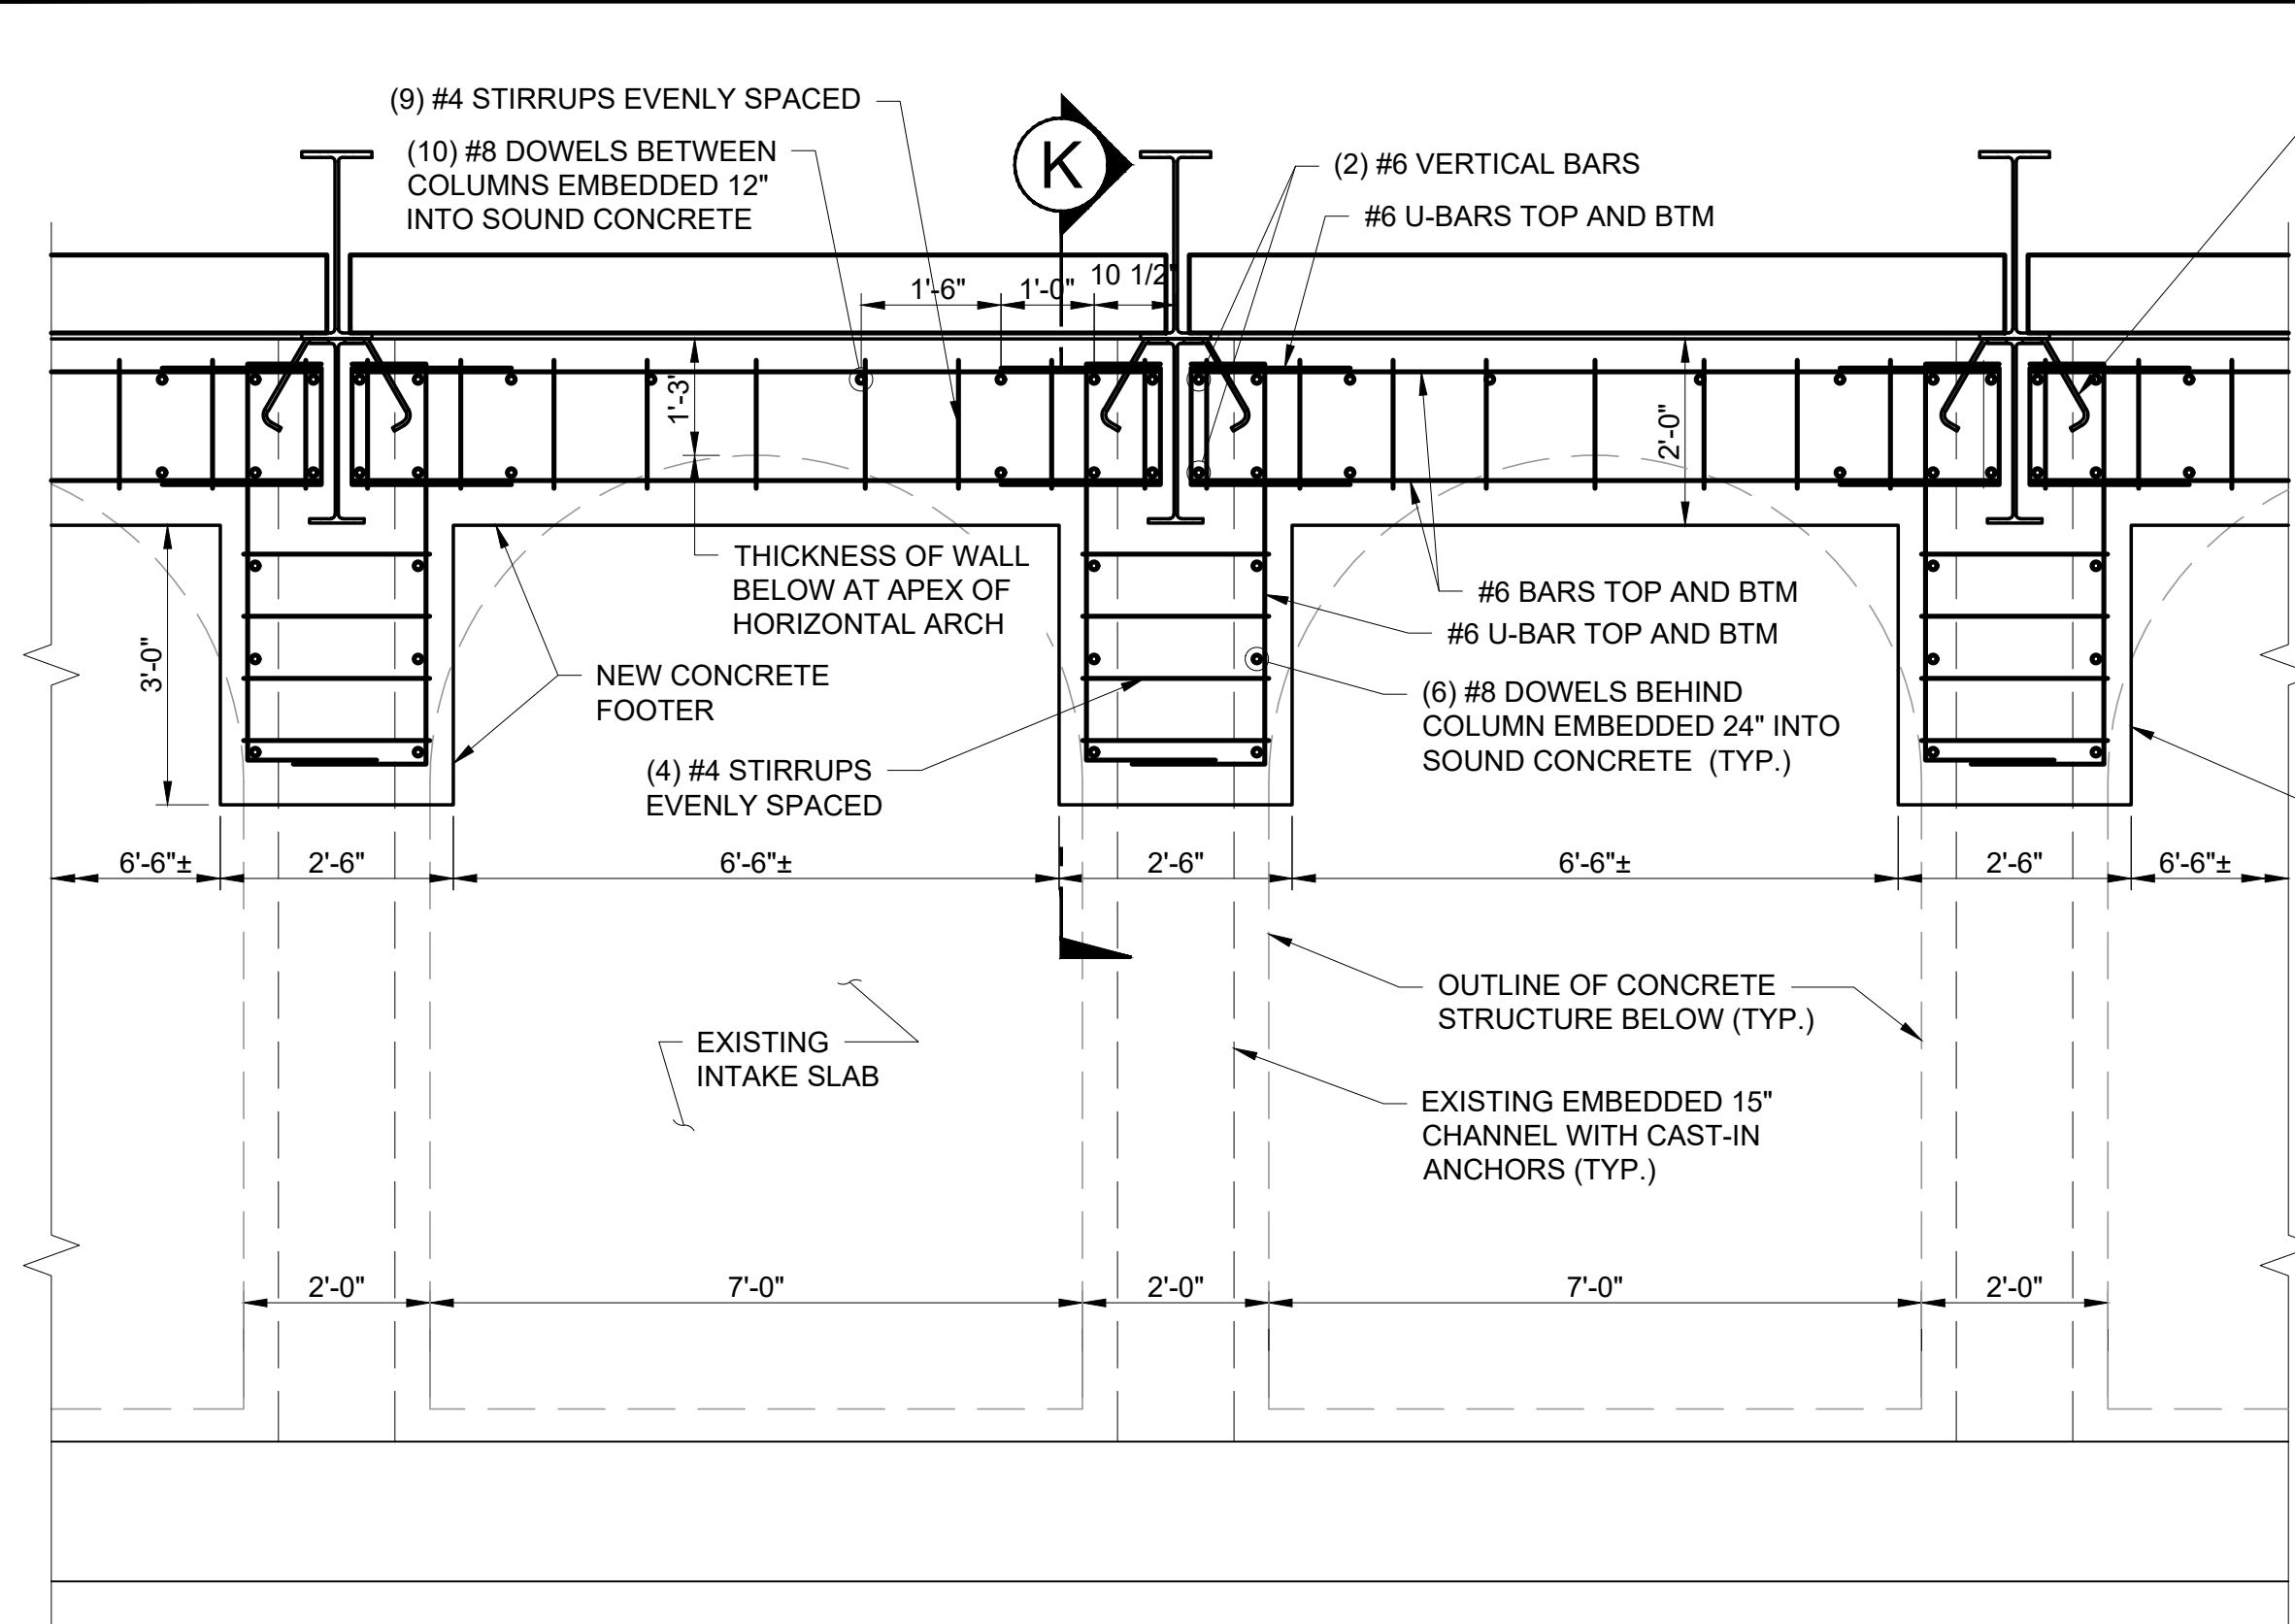 (9) #4 STIRRUPS EVENLY SPACED
(10) #8 DOWELS BETWEEN
COLUMNS EMBEDDED 12"
INTO SOUND CONCRETE
K
(2) #6 VERTICAL BARS
#6 U-BARS TOP AND BTM
1'-6"
1'-0"
10 1/2"
1'-3"
2'-0"
THICKNESS OF WALL
BELOW AT APEX OF
HORIZONTAL ARCH
#6 BARS TOP AND BTM
#6 U-BAR TOP AND BTM
3'-0"
NEW CONCRETE
FOOTER
(6) #8 DOWELS BEHIND
COLUMN EMBEDDED 24" INTO
SOUND CONCRETE (TYP.)
(4) #4 STIRRUPS
EVENLY SPACED
6'-6"±
2'-6"
6'-6"±
2'-6"
6'-6"±
2'-6"
6'-6"±
OUTLINE OF CONCRETE
STRUCTURE BELOW (TYP.)
EXISTING
INTAKE SLAB
EXISTING EMBEDDED 15"
CHANNEL WITH CAST-IN
ANCHORS (TYP.)
2'-0"
7'-0"
2'-0"
7'-0"
2'-0"